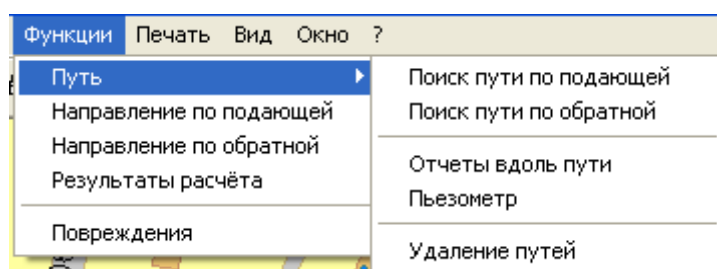 Функции Печать Вид Окно ?
Путь
Направление по подающей
Направление по обратной
Результаты расчёта
Повреждения
Поиск пути по подающей
Поиск пути по обратной
Отчеты вдоль пути
Пьезометр
Удаление путей